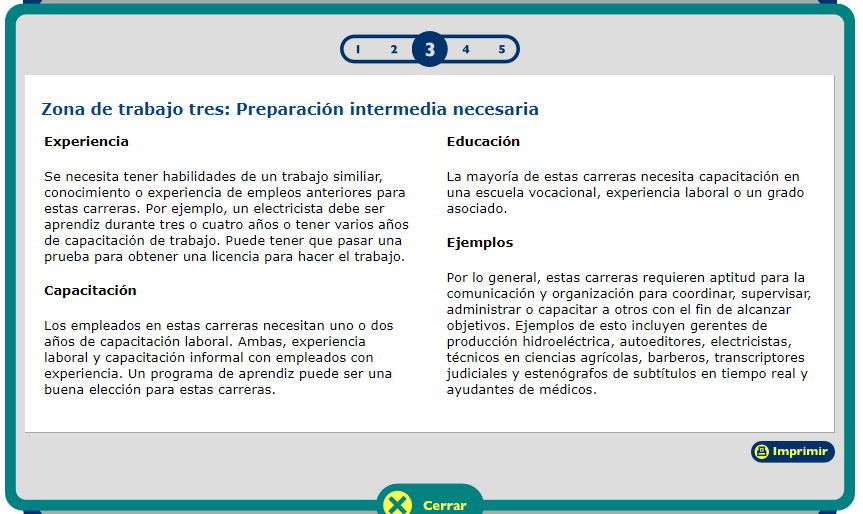 1 2 3 4 5
Zona de trabajo tres: Preparación intermedia necesaria
Experiencia
Se necesita tener habilidades de un trabajo similiar,
conocimiento o experiencia de empleos anteriores para
estas carreras. Por ejemplo, un electricista debe ser
aprendiz durante tres o cuatro años o tener varios años
de capacitación de trabajo. Puede tener que pasar una
prueba para obtener una licencia para hacer el trabajo.
Capacitación
Los empleados en estas carreras necesitan uno o dos
años de capacitación laboral. Ambas, experiencia
laboral y capacitación informal con empleados con
experiencia. Un programa de aprendiz puede ser una
buena elección para estas carreras.
Educación
La mayoría de estas carreras necesita capacitación en
una escuela vocacional, experiencia laboral o un grado
asociado.
Ejemplos
Por lo general, estas carreras requieren aptitud para la
comunicación y organización para coordinar, supervisar,
administrar o capacitar a otros con el fin de alcanzar
objetivos. Ejemplos de esto incluyen gerentes de
producción hidroeléctrica, autoeditores, electricistas,
técnicos en ciencias agrícolas, barberos, transcriptores
judiciales y estenógrafos de subtítulos en tiempo real y
ayudantes de médicos.
Imprimir
Cerrar